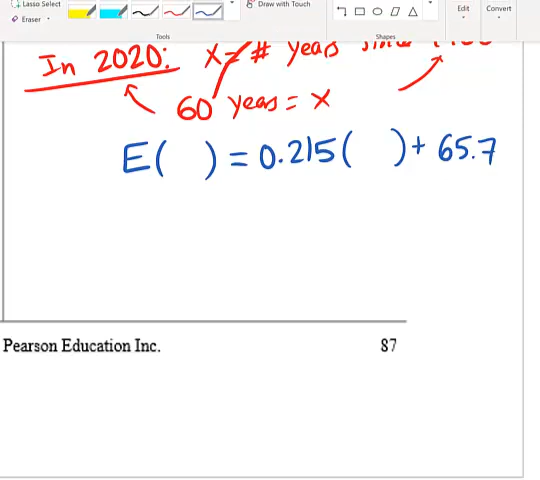 Lasso Select
Draw with Touch
Eraser
Edit
Convert
Tools
Shapes
In 2020: x = # years since
60 years = x
E( ) = 0.215( ) + 65.7
Pearson Education Inc. 87